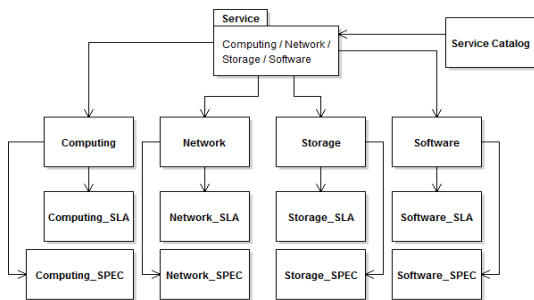 Service
Computing / Network /
Storage / Software
Service Catalog
Computing
Network
Storage
Software
Computing_SLA
Network_SLA
Storage_SLA
Software_SLA
Computing_SPEC
Network_SPEC
Storage_SPEC
Software_SPEC